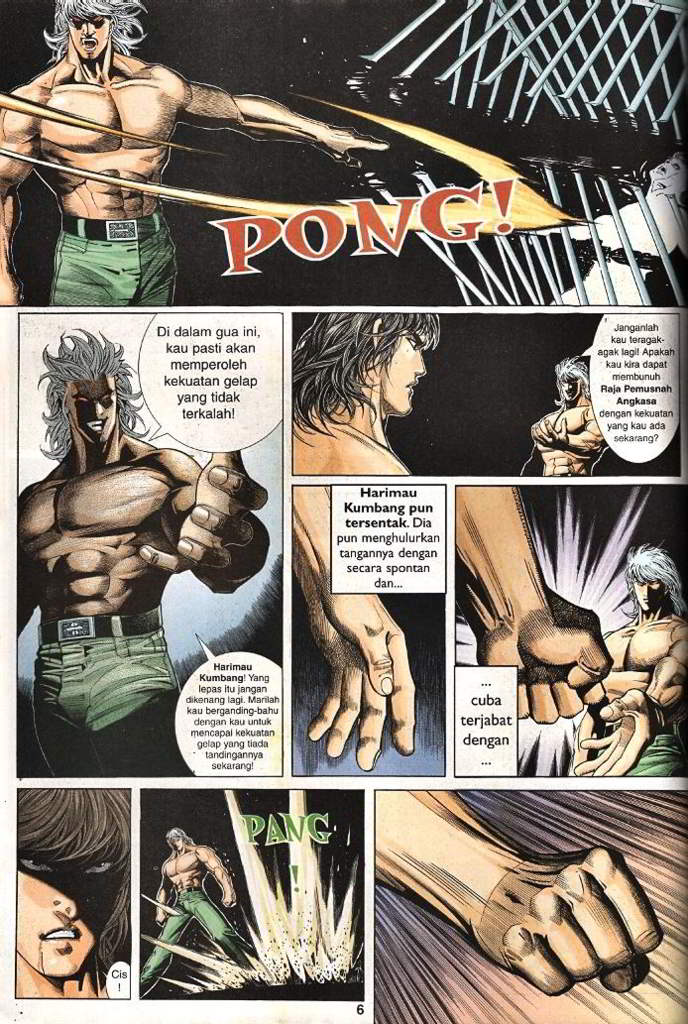 PONG!
Di dalam gua ini,
kau pasti akan
memperoleh
kekuatan gelap
yang tidak
terkalah!
Harimau
Kumbang! Yang
lepas itu jangan
dikenang lagi. Marilah
kau berganding-bahu
dengan kau untuk
mencapai kekuatan
gelap yang tiada
tandingannya
sekarang!
Janganlah
kau teragak-
agak lagi! Apakah
kau kira dapat
membunuh
Raja Pemusnah
Angkasa
dengan kekuatan
yang kau ada
sekarang?
Harimau
Kumbang pun
tersentak. Dia
pun menghulurkan
tangannya dengan
secara spontan
dan...
...
cuba
terjabat
dengan
...
Cis
!
PANG
!
6